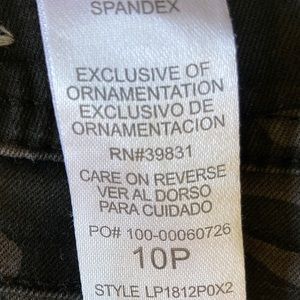 SPANDEX
EXCLUSIVE OF
ORNAMENTATION
EXCLUSIVO DE
ORNAMENTACION
RN#39831
CARE ON REVERSE
VER AL DORSO
PARA CUIDADO
PO# 100-00060726
10P
STYLE LP1812P0X2